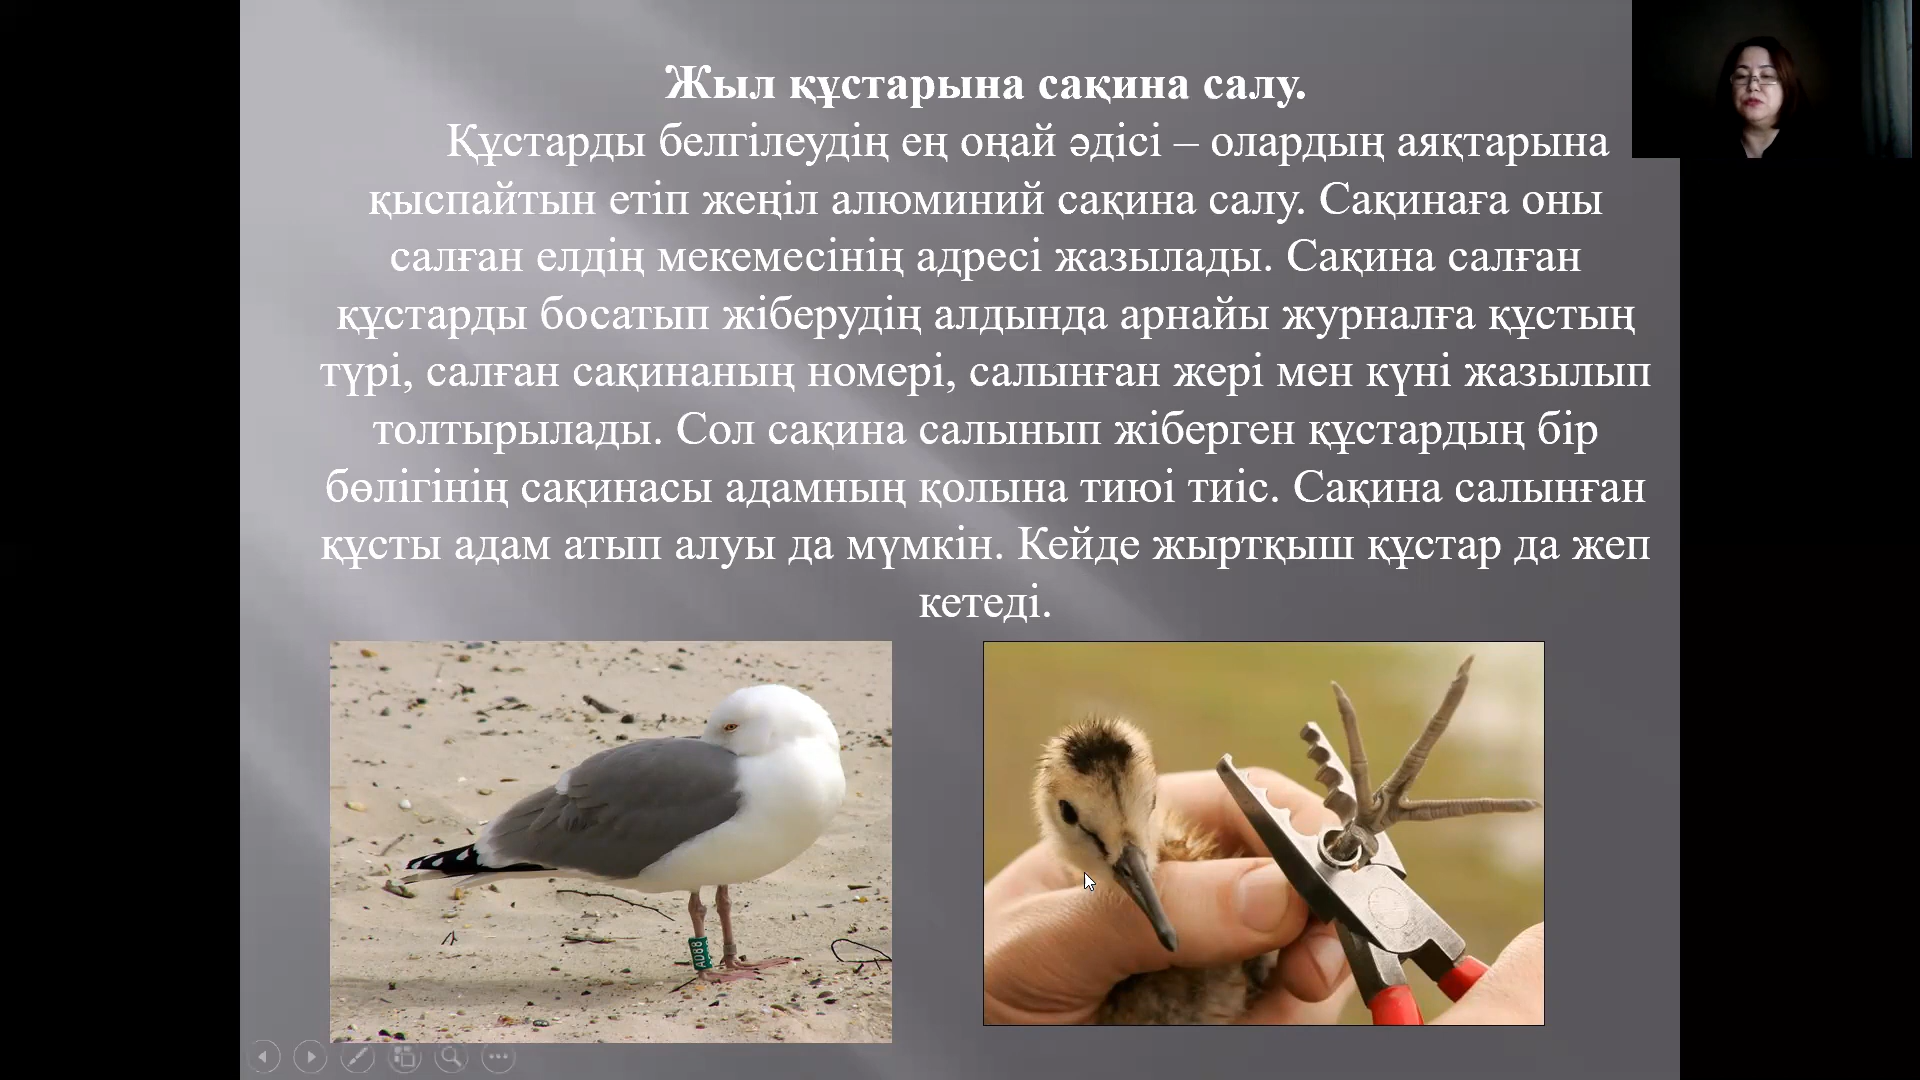 Жыл құстарына сақина салу.
Құстарды белгілеудің ең оңай әдісі – олардың аяқтарына
қыспайтын етіп жеңіл алюминий сақина салу. Сақинаға оны
салған елдің мекемесінің адресі жазылады. Сақина салған
құстарды босатып жіберудің алдында арнайы журналға құстың
түрі, салған сақинаның номері, салынған жері мен күні жазылып
толтырылады. Сол сақина салынып жіберген құстардың бір
бөлігінің сақинасы адамның қолына тиюі тиіс. Сақина салынған
құсты адам атып алуы да мүмкін. Кейде жыртқыш құстар да жеп
кетеді.
AD88